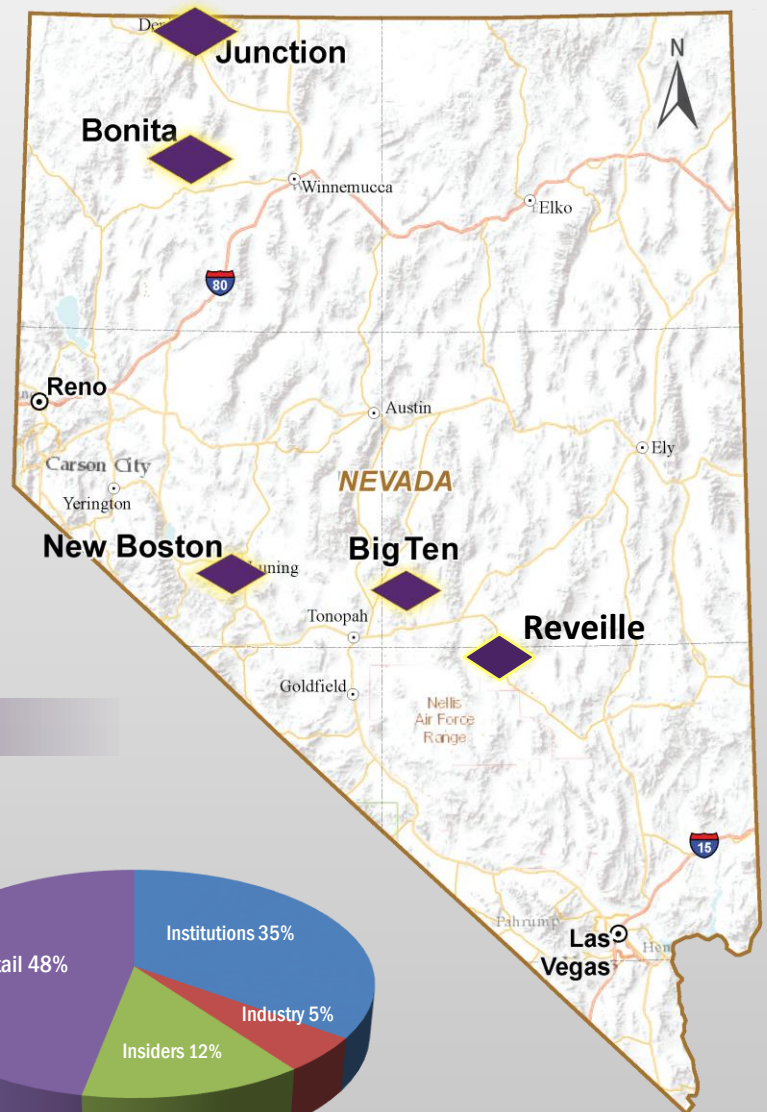 Junction
N
Bonita
Winnemucca
Elko
80
Reno
Austin
Ely
Carson City
NEVADA
Yerington
New Boston
Big Ten
Tonopah
Reveille
Goldfield
Nellis
Air Force
Range
15
Pahrump
Las
Vegas
Institutions 35%
48%
Industry 5%
Insiders 12%